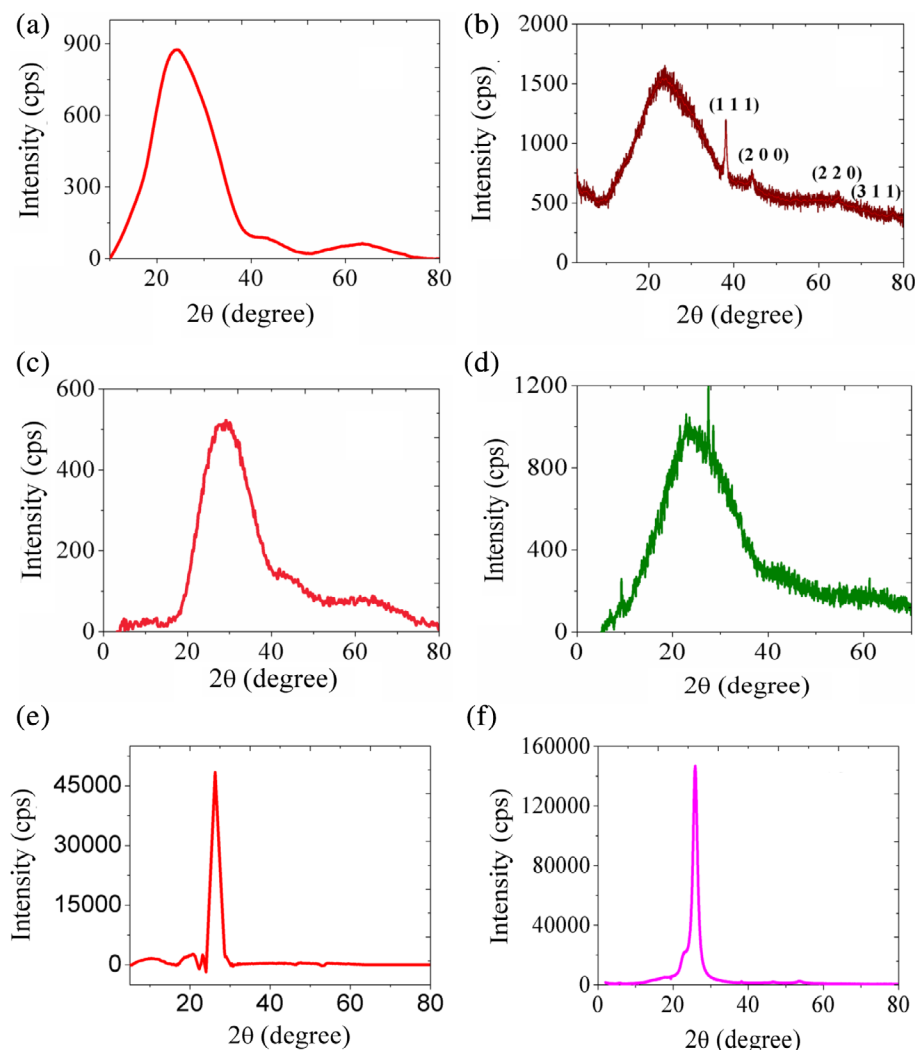 (a)
900
600
300
0
20
40
60
80
Intensity (cps)
2θ (degree)
(b)
2000
1500
1000
500
0
20
40
60
80
Intensity (cps)
2θ (degree)
(1 1 1)
(2 0 0)
(2 2 0)
(3 1 1)
(c)
600
400
200
0
0
20
40
60
80
Intensity (cps)
2θ (degree)
(d)
1200
800
400
0
0
20
40
60
Intensity (cps)
2θ (degree)
(e)
45000
30000
15000
0
20
40
60
80
Intensity (cps)
2θ (degree)
(f)
160000
120000
80000
40000
0
0
20
40
60
80
Intensity (cps)
2θ (degree)